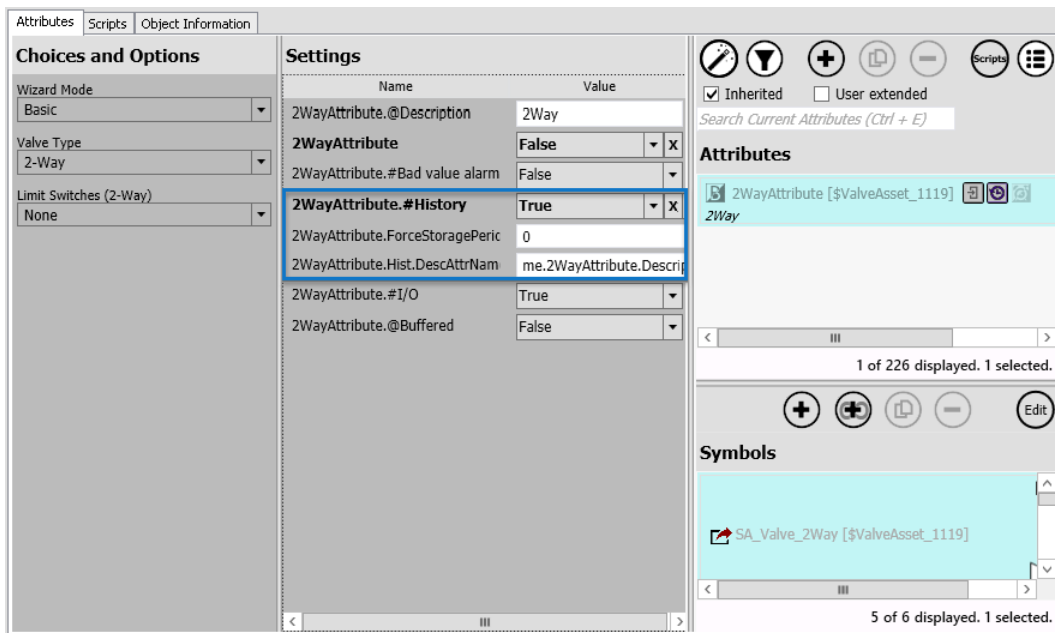 Attributes Scripts Object Information
Choices and Options
Wizard Mode
Basic
Valve Type
2-Way
Limit Switches (2-Way)
None
Settings
Name Value
2WayAttribute.@Description 2Way
2WayAttribute False X
2WayAttribute.#Bad value alarm False
2WayAttribute.#History True X
2WayAttribute.ForceStoragePeric 0
2WayAttribute.Hist.DescAttrNam me.2WayAttribute.Descrip
2WayAttribute.#I/O True
2WayAttribute.@Buffered False
Scripts
Inherited User extended
Search Current Attributes (Ctrl + E)
Attributes
2WayAttribute [$ValveAsset_1119]
2Way
1 of 226 displayed. 1 selected.
Edit
Symbols
SA_Valve_2Way [$ValveAsset_1119]
5 of 6 displayed. 1 selected.